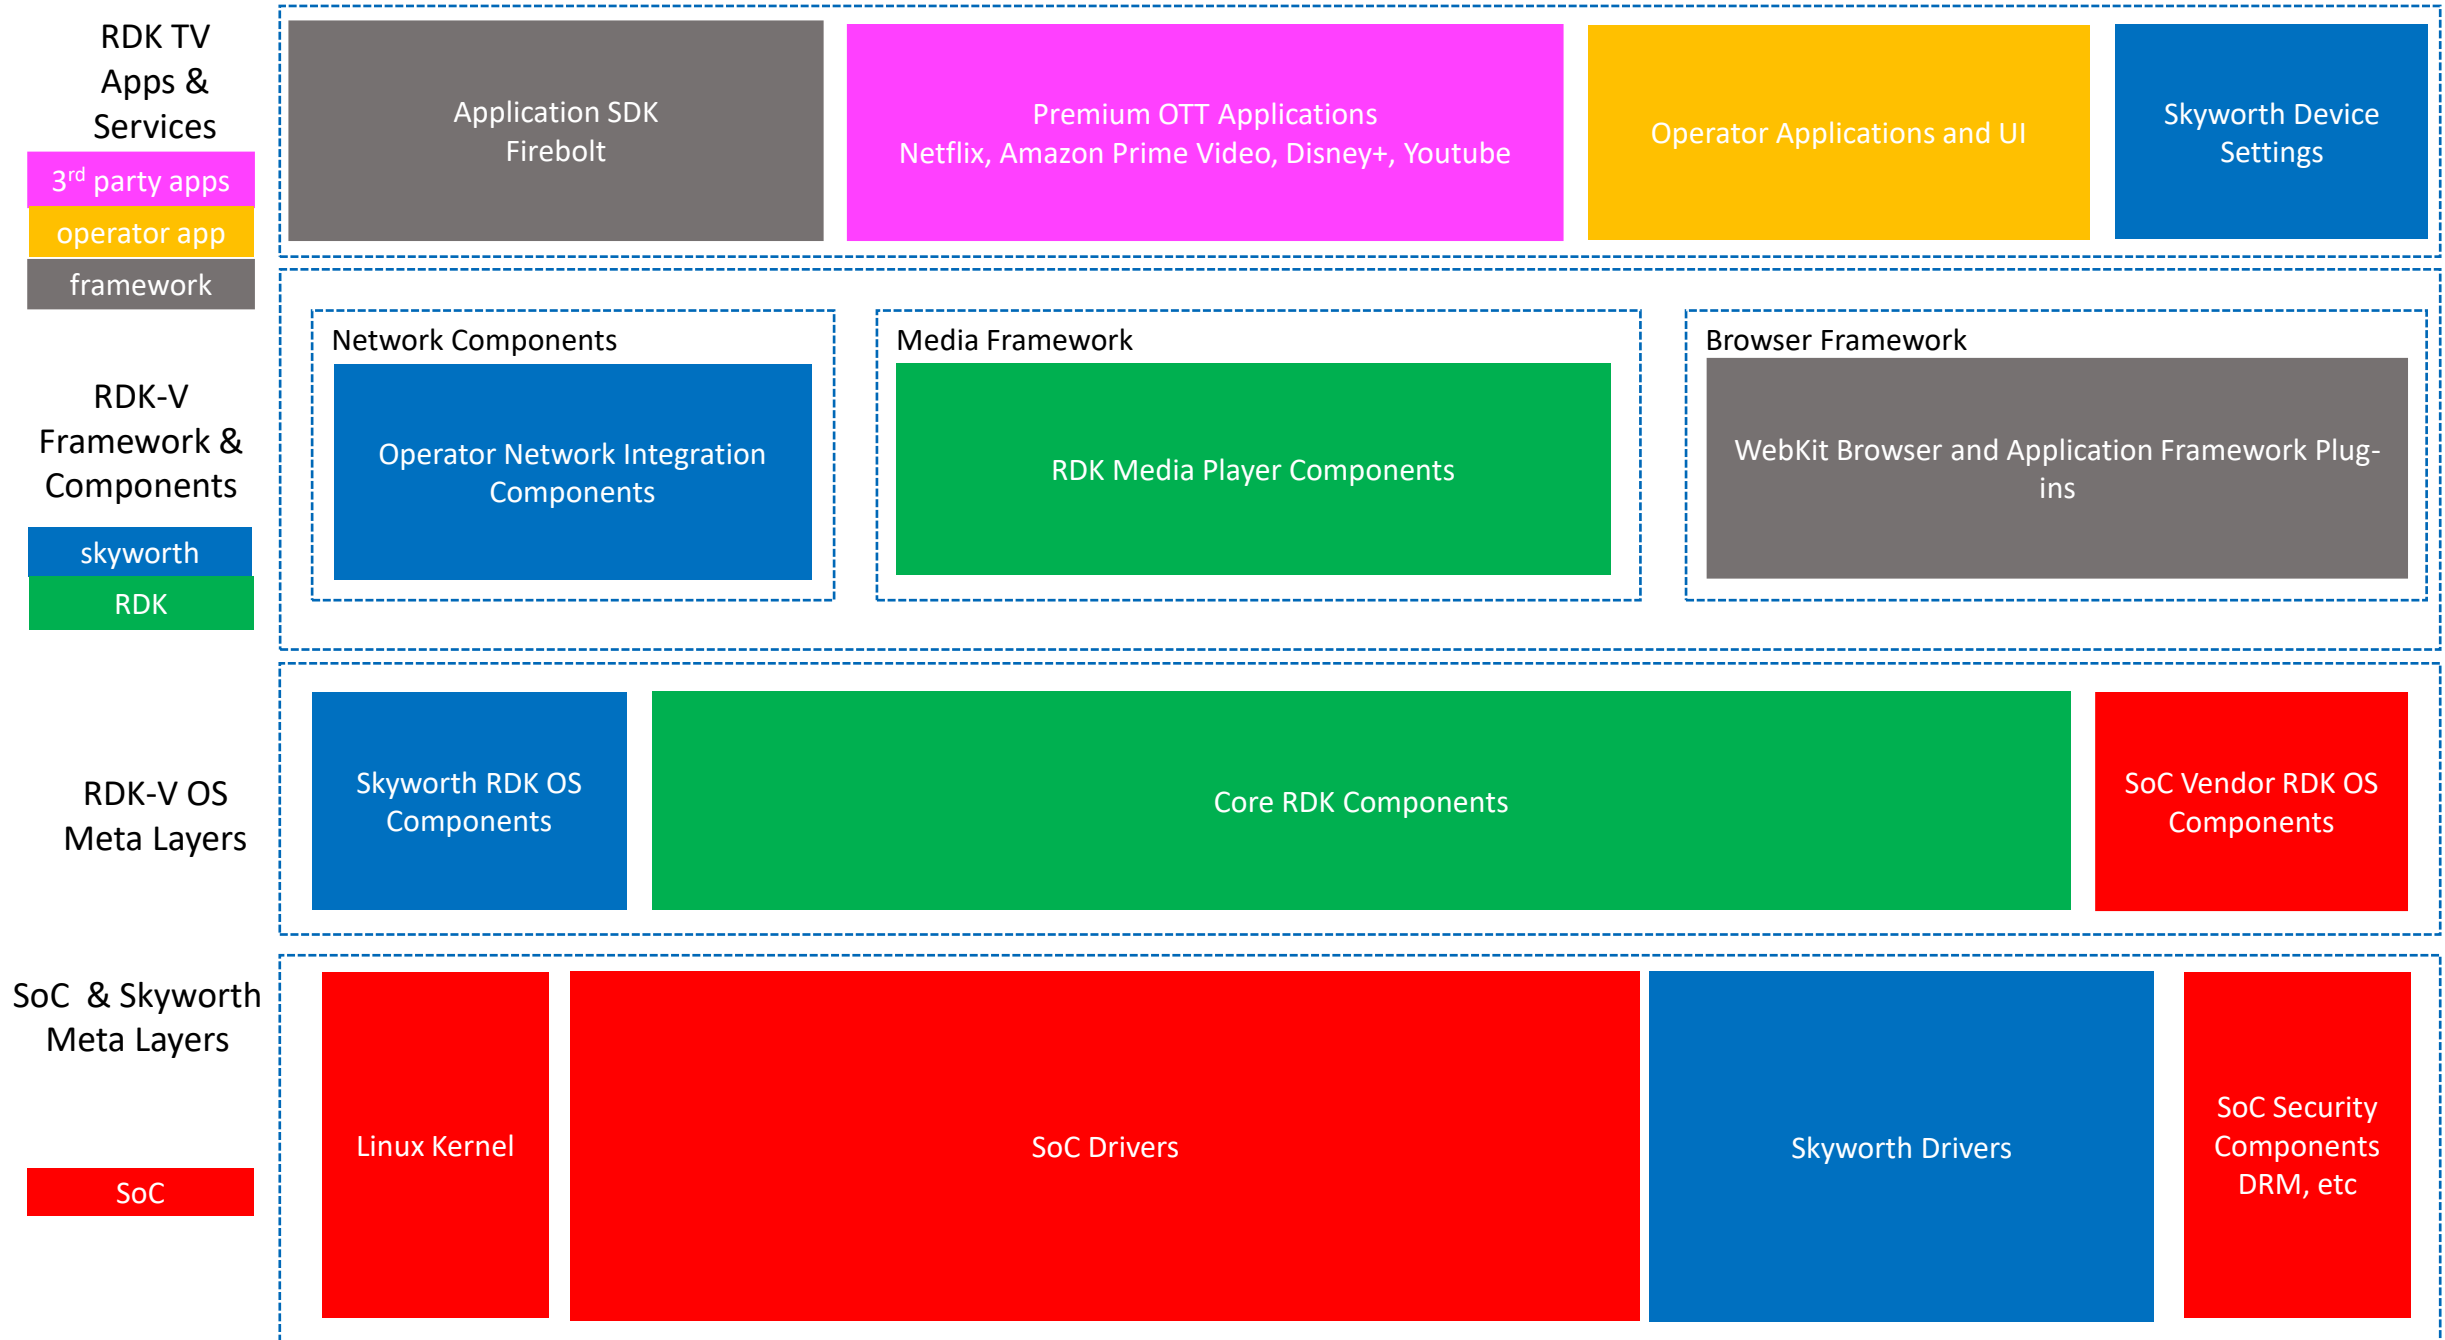 RDK TV
Apps &
Services
3rd party apps
operator app
framework
Application SDK
Firebolt
Premium OTT Applications
Netflix, Amazon Prime Video, Disney+, Youtube
Operator Applications and UI
Skyworth Device
Settings
RDK-V
Framework &
Components
skyworth
RDK
Network Components
Operator Network Integration
Components
Media Framework
RDK Media Player Components
Browser Framework
WebKit Browser and Application Framework Plug-
ins
RDK-V OS
Meta Layers
Skyworth RDK OS
Components
Core RDK Components
SoC Vendor RDK OS
Components
SoC & Skyworth
Meta Layers
SoC
Linux Kernel
SoC Drivers
Skyworth Drivers
SoC Security
Components
DRM, etc